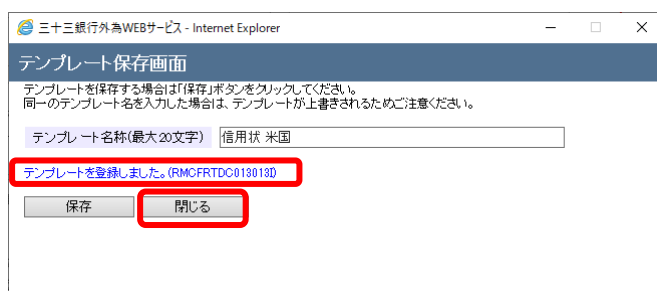 三十三銀行外為WEBサービス - Internet Explorer
テンプレート保存画面
テンプレートを保存する場合は「保存」ボタンをクリックしてください。
同一のテンプレート名を入力した場合は、テンプレートが上書きされるためご注意ください。
テンプレート名称(最大20文字) 信用状 米国
テンプレートを登録しました。(RMCFRTDC013013I)
保存 閉じる